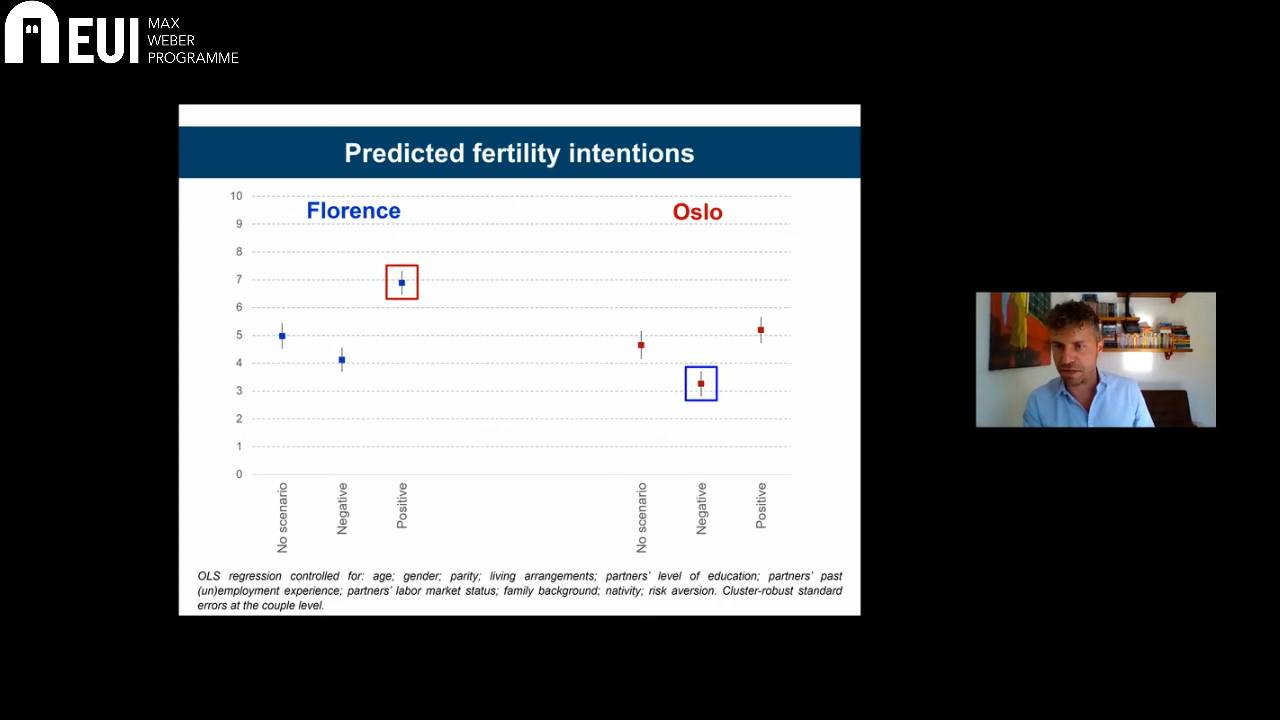 EUI
MAX
WEBER
PROGRAMME
Predicted fertility intentions
Florence
Oslo
10
9
8
7
6
5
4
3
2
1
0
No scenario
Negative
Positive
No scenario
Negative
Positive
OLS regression controlled for: age; gender; parity; living arrangements; partners' level of education; partners' past
(un)employment experience; partners' labor market status; family background; nativity; risk aversion. Cluster-robust standard
errors at the couple level.